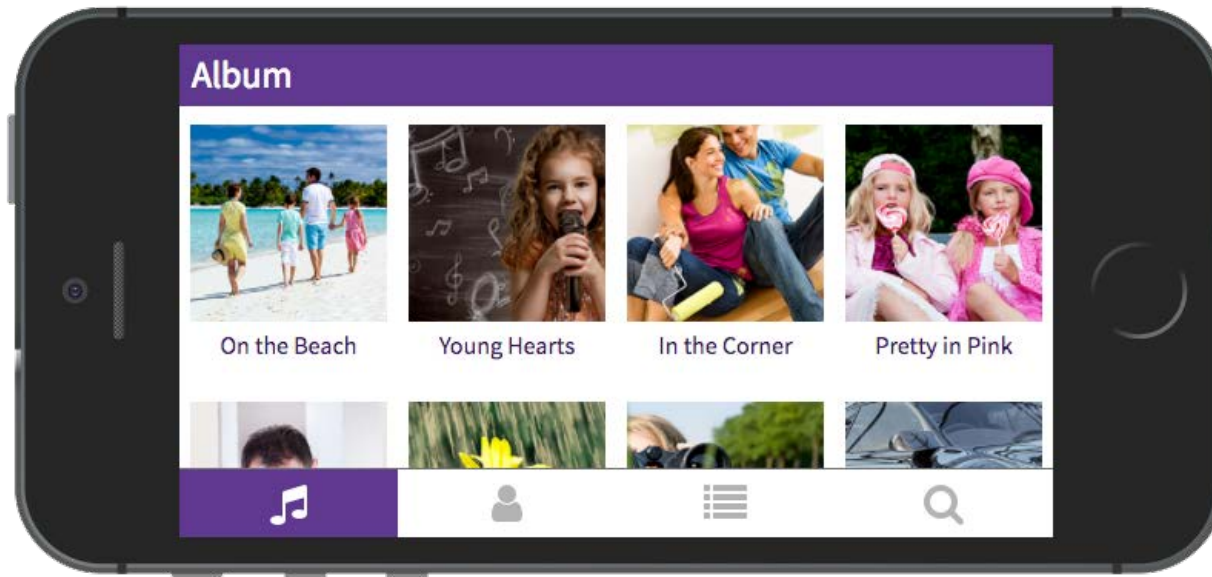 Album
On the Beach
Young Hearts
In the Corner
Pretty in Pink